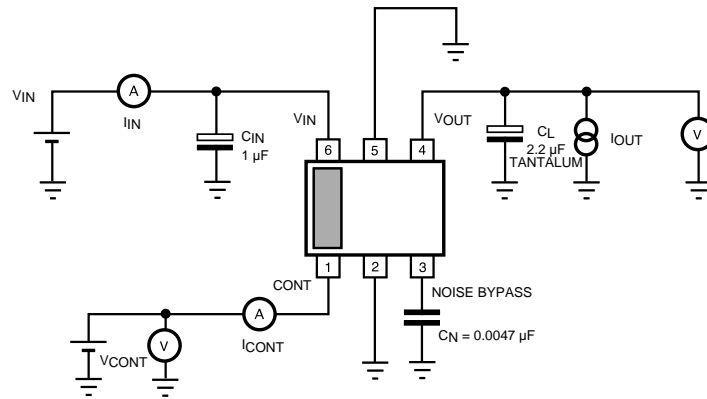 VIN
A
IIN
CIN
1 µF
VIN
6
5
4
VOUT
CL
2.2 µF
TANTALUM
IOUT
V
1
2
3
CONT
NOISE BYPASS
CN = 0.0047 µF
VCONT
V
A
ICONT